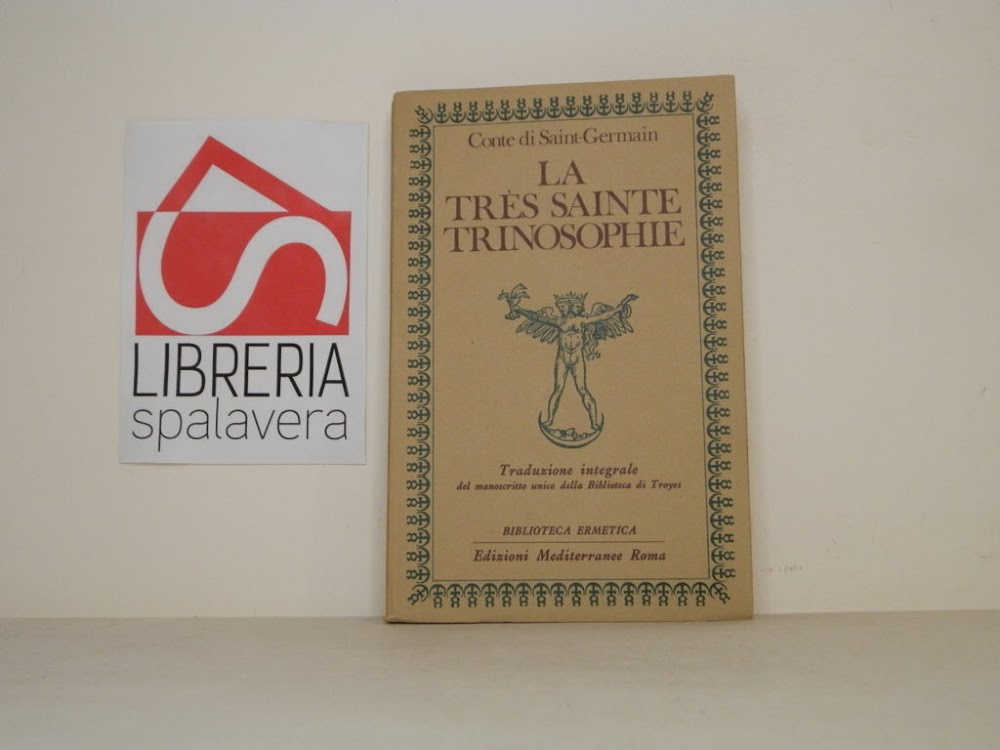 LIBRERIA
spalavera
Conte di Saint-Germain
LA
TRÈS SAINTE
TRINOSOPHIE
Traduzione integrale
del manoscritto unico della Biblioteca di Troyes
BIBLIOTECA ERMETICA
Edizioni Mediterranee Roma